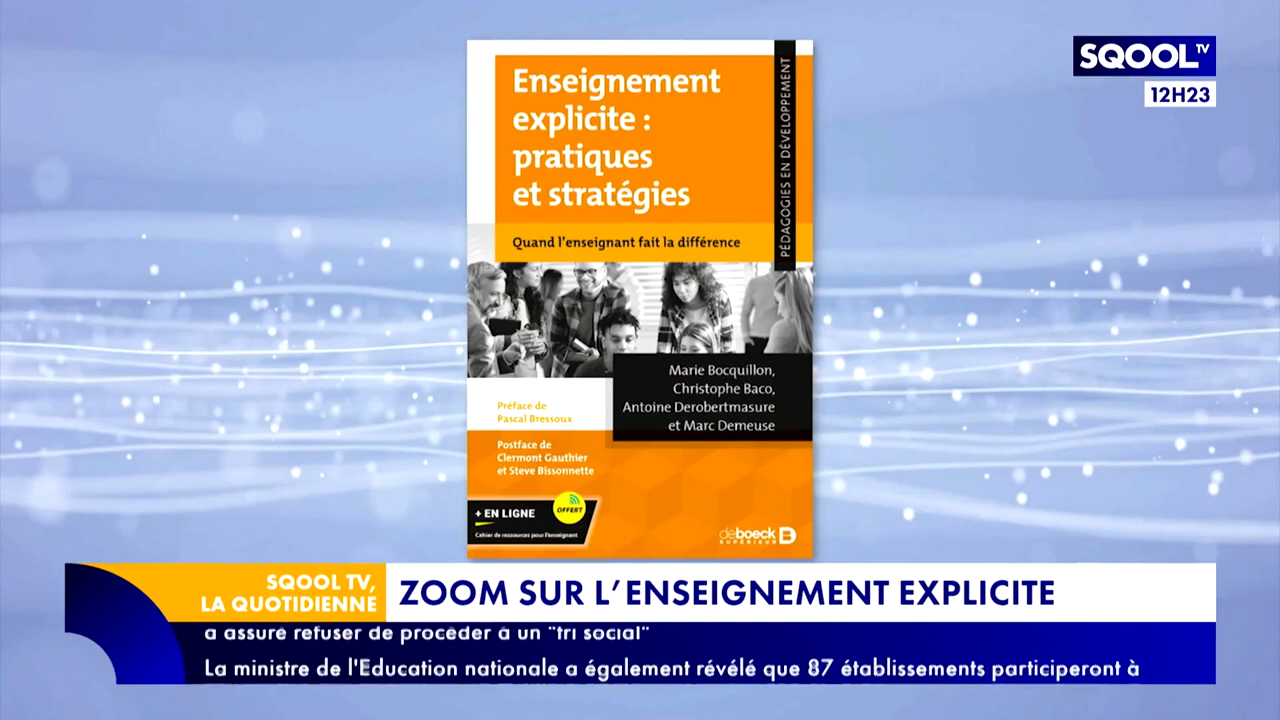 SQOOL TV
12H23
Enseignement
explicite :
pratiques
et stratégies
Quand l'enseignant fait la différence
PÉDAGOGIES EN DÉVELOPPEMENT
Marie Bocquillon,
Christophe Baco,
Antoine Derobertmasure
et Marc Demeuse
Préface de
Pascal Bressoux
Postface de
Clermont Gauthier
et Steve Bissonnette
+ EN LIGNE
OFFERT
Cahier de ressources pour l'enseignant
deboeck B
SUPÉRIEUR
SQOOL TV,
LA QUOTIDIENNE
ZOOM SUR L'ENSEIGNEMENT EXPLICITE
a assuré refuser de procéder à un "tri social"
La ministre de l'Education nationale a également révélé que 87 établissements participeront à